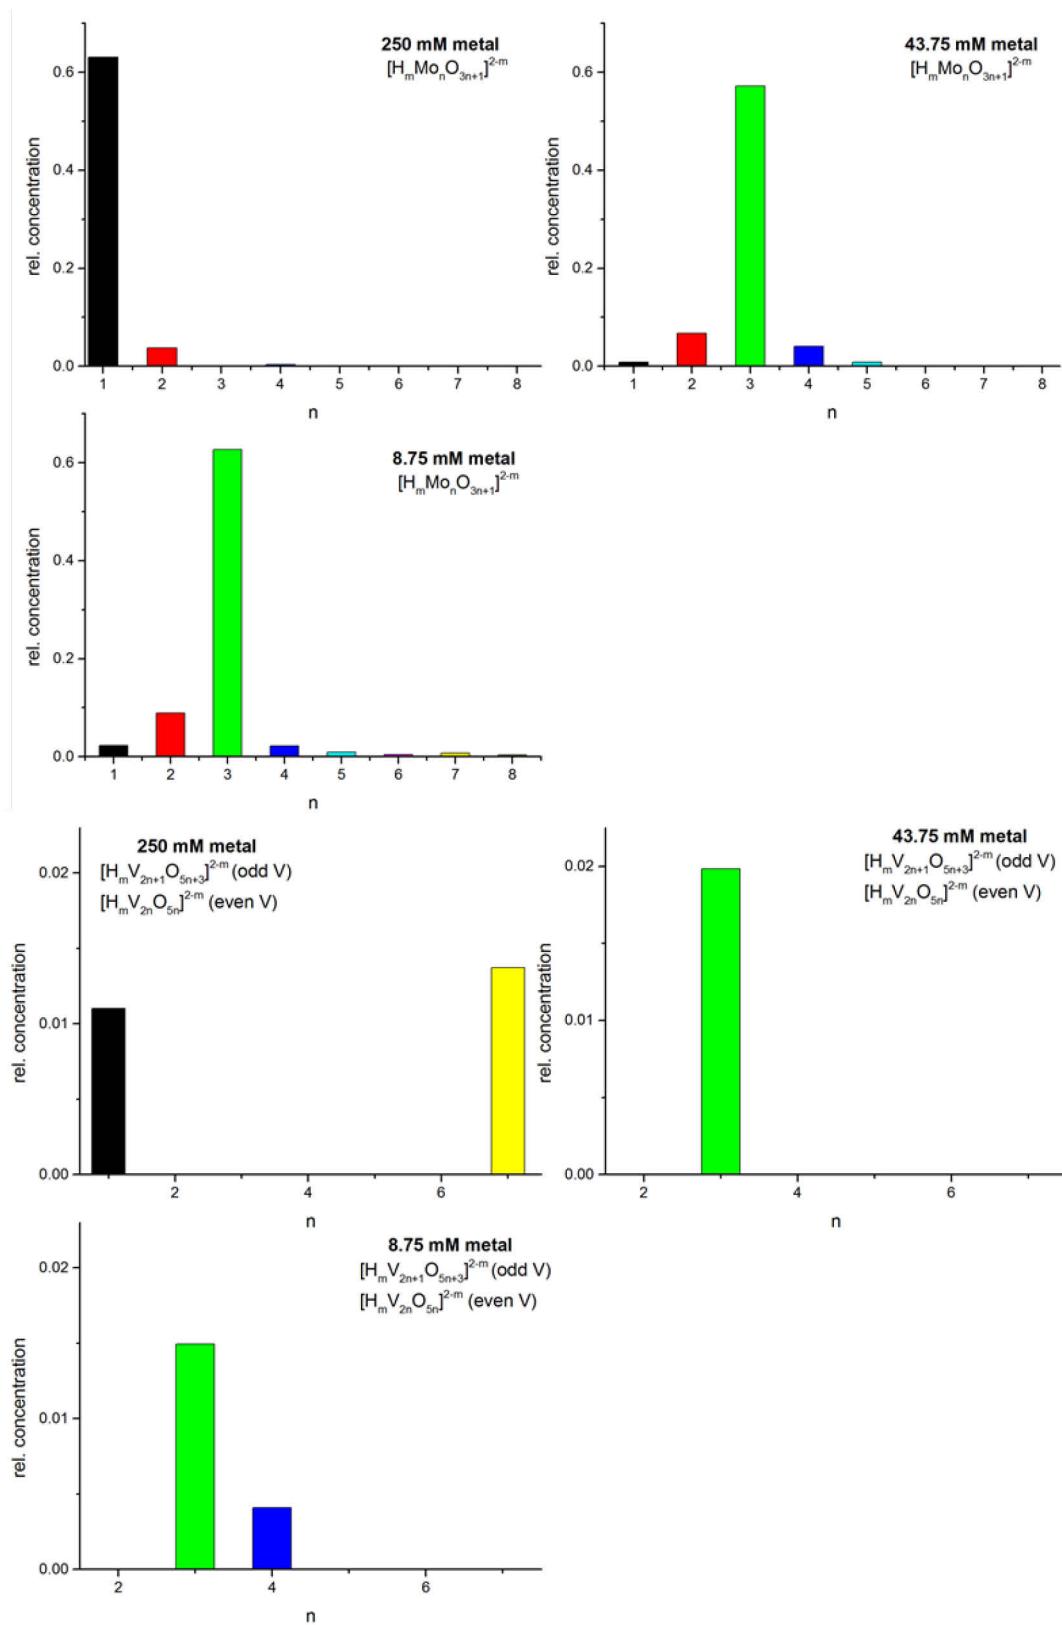 250 mM metal
[HmMonO3n+1]2-m
rel. concentration
0.6
0.4
0.2
0.0
1 2 3 4 5 6 7 8
n
43.75 mM metal
[HmMonO3n+1]2-m
rel. concentration
0.6
0.4
0.2
0.0
1 2 3 4 5 6 7 8
n
8.75 mM metal
[HmMonO3n+1]2-m
rel. concentration
0.6
0.4
0.2
0.0
1 2 3 4 5 6 7 8
n
250 mM metal
[HmV2n+1O5n+3]2-m (odd V)
[HmV2nO5n]2-m (even V)
rel. concentration
0.02
0.01
0.00
2 4 6
n
43.75 mM metal
[HmV2n+1O5n+3]2-m (odd V)
[HmV2nO5n]2-m (even V)
rel. concentration
0.02
0.01
0.00
2 4 6
n
8.75 mM metal
[HmV2n+1O5n+3]2-m (odd V)
[HmV2nO5n]2-m (even V)
rel. concentration
0.02
0.01
0.00
2 4 6
n